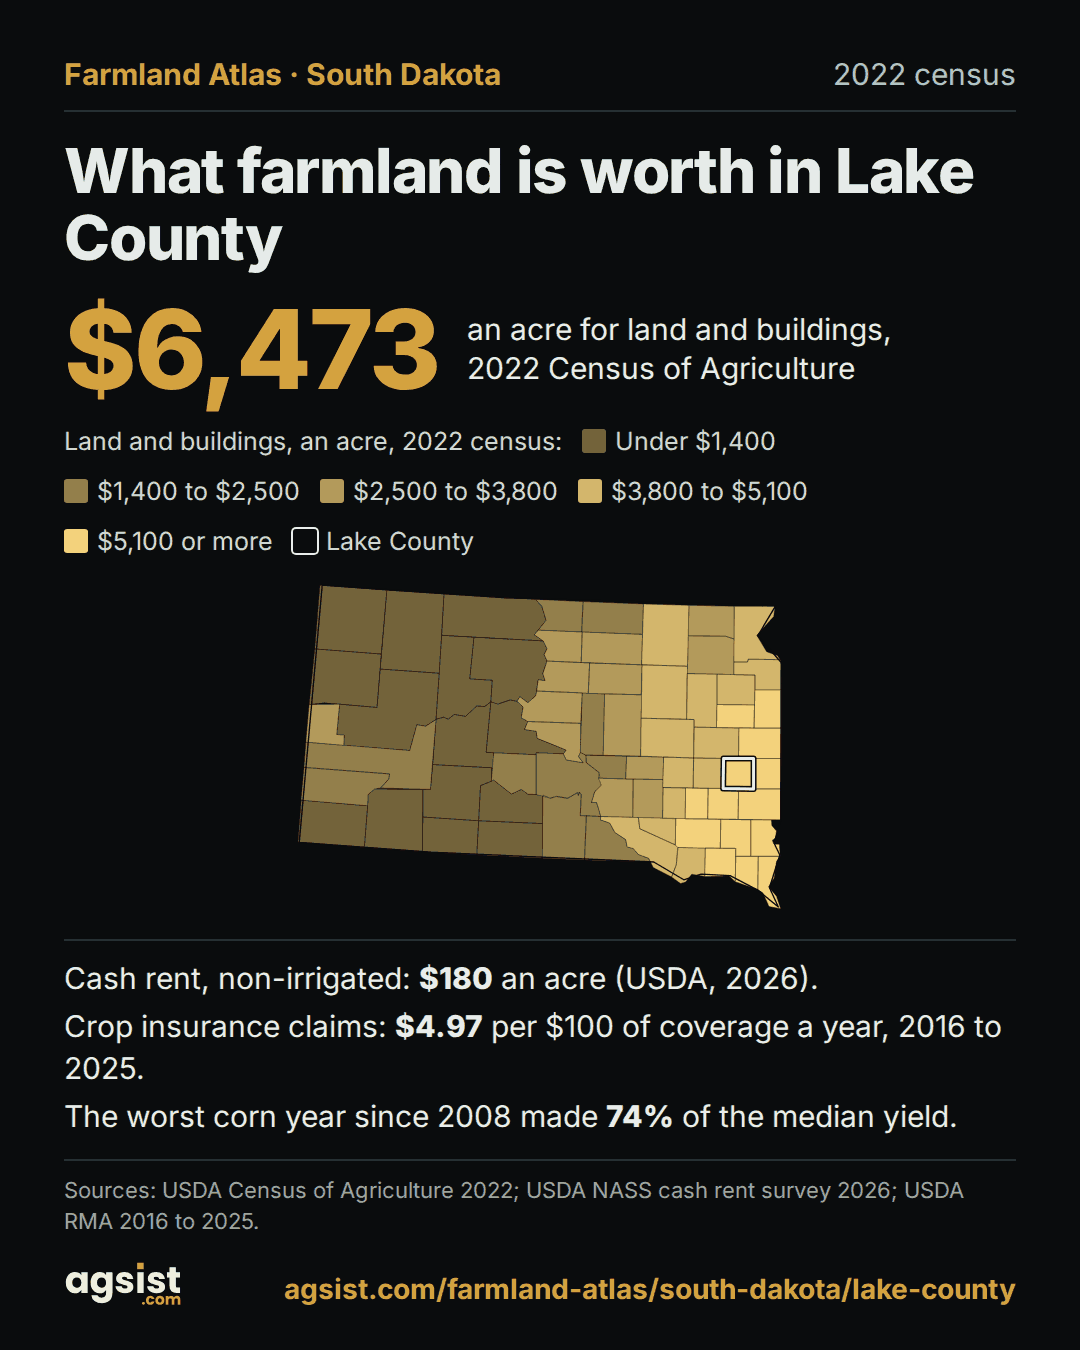 Farmland Atlas · South Dakota
2022 census
What farmland is worth in Lake
County
$6,473
an acre for land and buildings,
2022 Census of Agriculture
Land and buildings, an acre, 2022 census: Under $1,400
$1,400 to $2,500 $2,500 to $3,800 $3,800 to $5,100
$5,100 or more Lake County
Cash rent, non-irrigated: $180 an acre (USDA, 2026).
Crop insurance claims: $4.97 per $100 of coverage a year, 2016 to
2025.
The worst corn year since 2008 made 74% of the median yield.
Sources: USDA Census of Agriculture 2022; USDA NASS cash rent survey 2026; USDA
RMA 2016 to 2025.
agsist
.com
agsist.com/farmland-atlas/south-dakota/lake-county